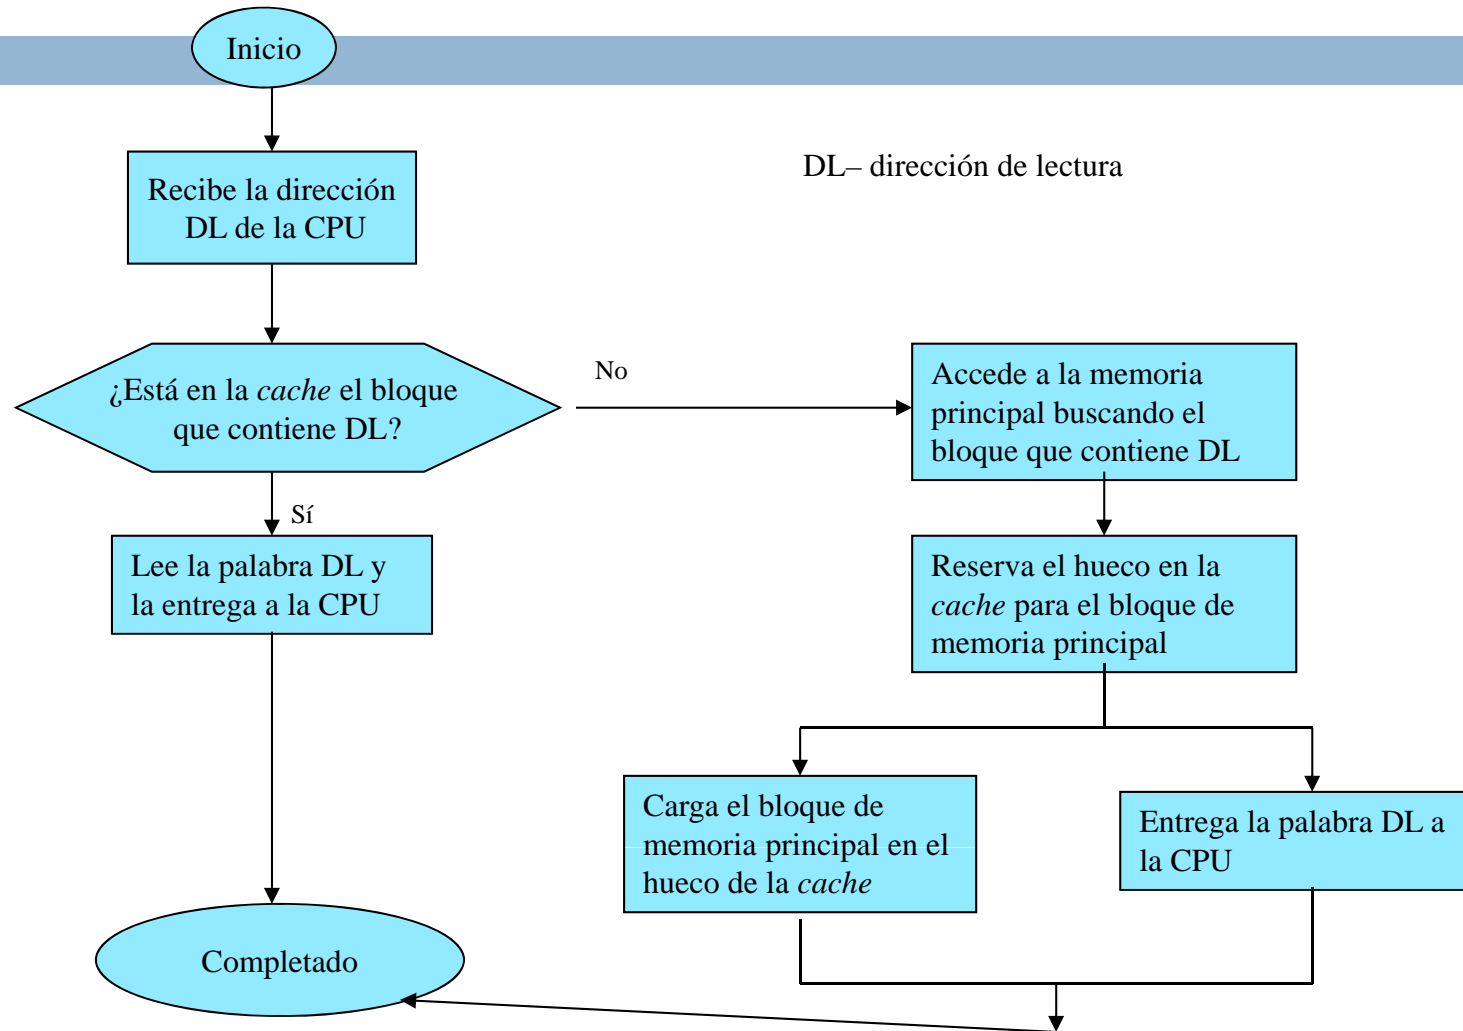 Inicio
DL– dirección de lectura
Recibe la dirección
DL de la CPU
¿Está en la cache el bloque
que contiene DL?
No
Accede a la memoria
principal buscando el
bloque que contiene DL
Sí
Lee la palabra DL y
la entrega a la CPU
Reserva el hueco en la
cache para el bloque de
memoria principal
Carga el bloque de
memoria principal en el
hueco de la cache
Entrega la palabra DL a
la CPU
Completado